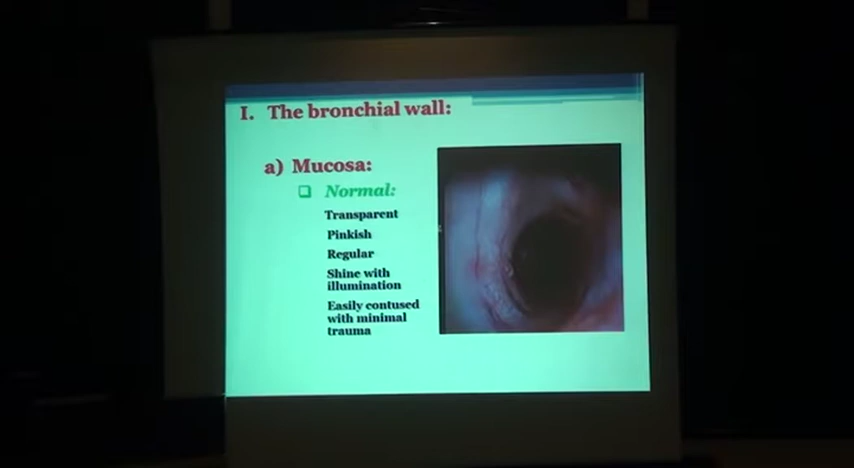 I. The bronchial wall:
a) Mucosa:
Normal:
Transparent
Pinkish
Regular
Shine with
illumination
Easily contused
with minimal
trauma